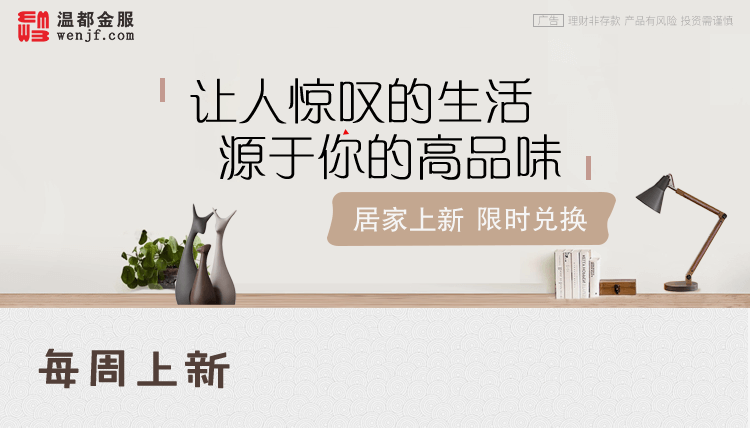 温都金服
wenjf.com
广告 理财非存款 产品有风险 投资需谨慎
让人惊叹的生活
源于你的高品味
居家上新 限时兑换
每周上新